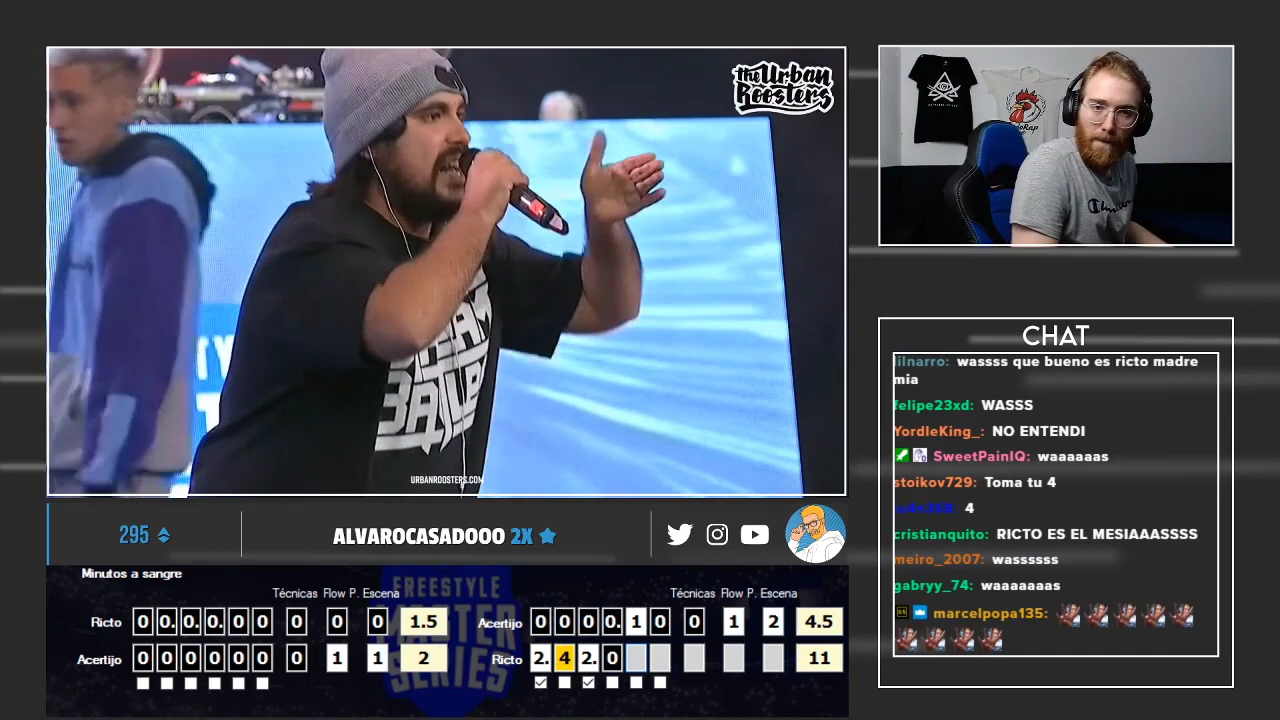 the Urban
Roosters
URBANROOSTERS.COM
CHAT
lilnarro: wassss que bueno es ricto madre
mia
felipe23xd: WASSS
YordleKing_: NO ENTENDI
SweetPainIQ: waaaaaas
stoikov729: Toma tu 4
4
cristianquito: RICTO ES EL MESIAAASSSS
meiro_2007: wassssss
gabryy_74: waaaaaaas
marcelpopa135:
295
ALVAROCASADOOO 2X
Minutos a sangre
FREESTYLE
MASTER
SERIES
Técnicas Flow P. Escena
Ricto 0 0. 0. 0. 0 0 0 0 0 1.5
Acertijo 0 0 0 0 0 0 0 1 1 2
Técnicas Flow P. Escena
Acertijo 0 0 0 0. 1 0 0 1 2 4.5
Ricto 2. 4 2. 0 11